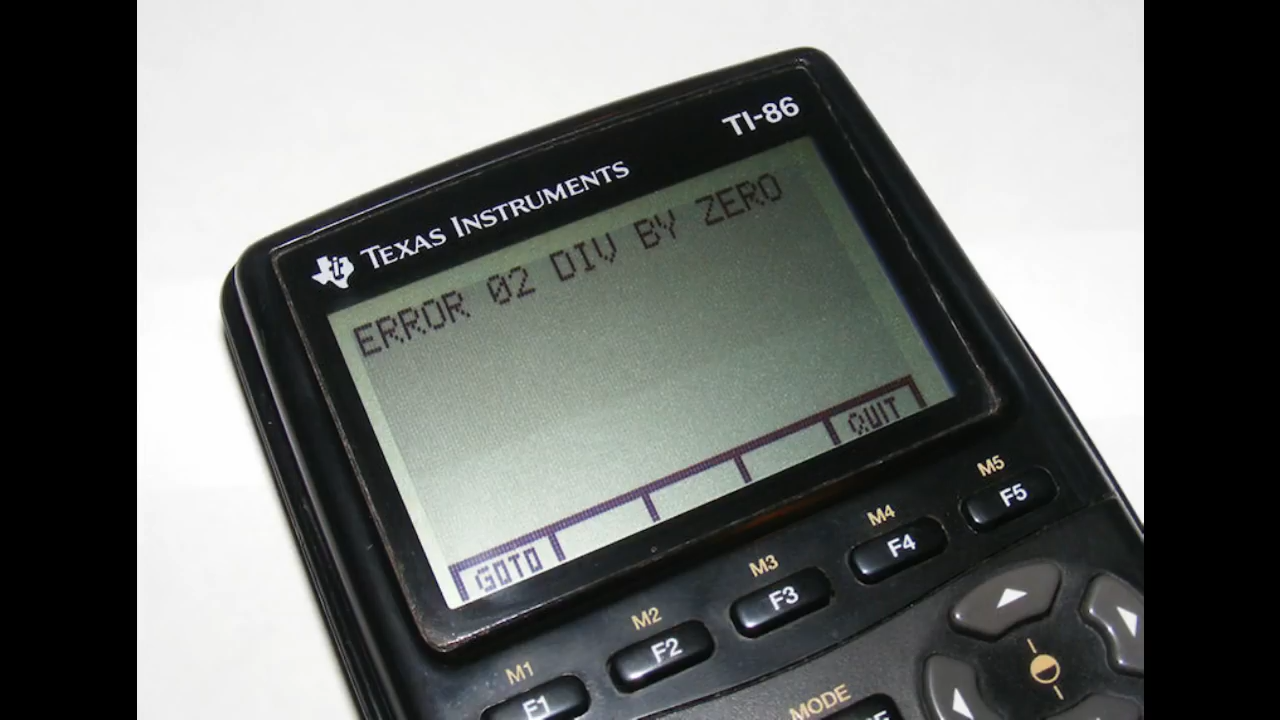 TI-86
TEXAS INSTRUMENTS
ERROR 02 DIV BY ZERO
GOTO QUIT
M1 M2 M3 M4 M5
F1 F2 F3 F4 F5
MODE